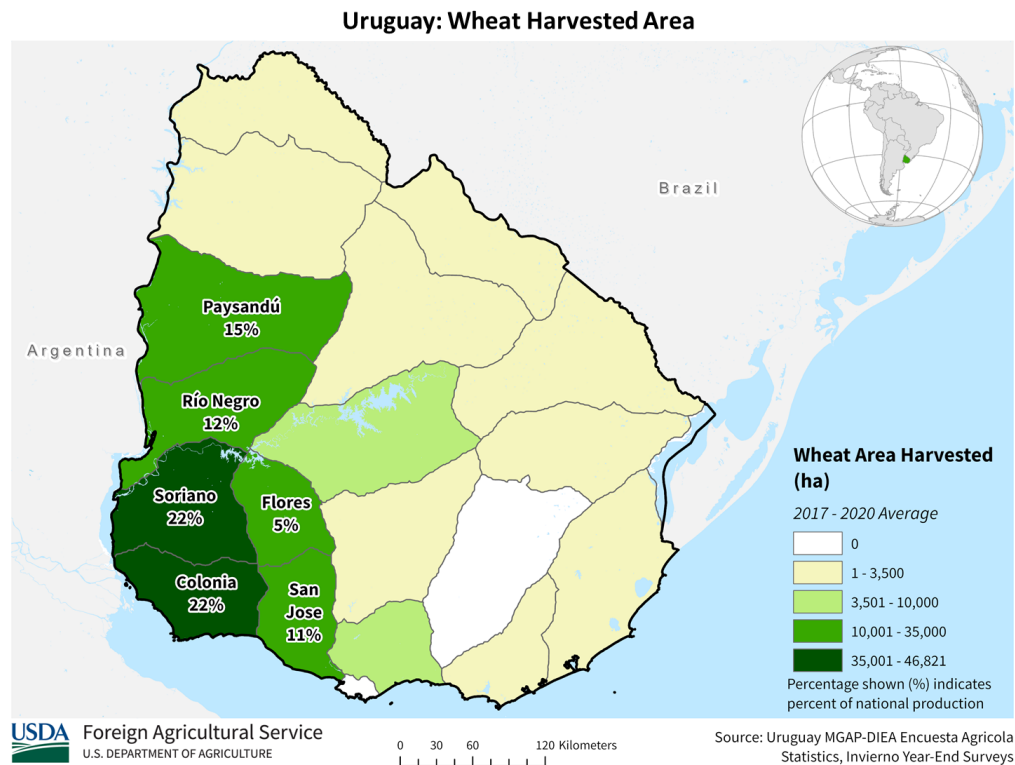 Uruguay: Wheat Harvested Area
Brazil
Argentina
Paysandú
15%
Río Negro
12%
Soriano
22%
Flores
5%
Colonia
22%
San
Jose
11%
Wheat Area Harvested
(ha)
2017 - 2020 Average
0
1 - 3,500
3,501 - 10,000
10,001 - 35,000
35,001 - 46,821
Percentage shown (%) indicates
percent of national production
USDA
Foreign Agricultural Service
U.S. DEPARTMENT OF AGRICULTURE
0 30 60 120 Kilometers
Source: Uruguay MGAP-DIEA Encuesta Agricola
Statistics, Invierno Year-End Surveys